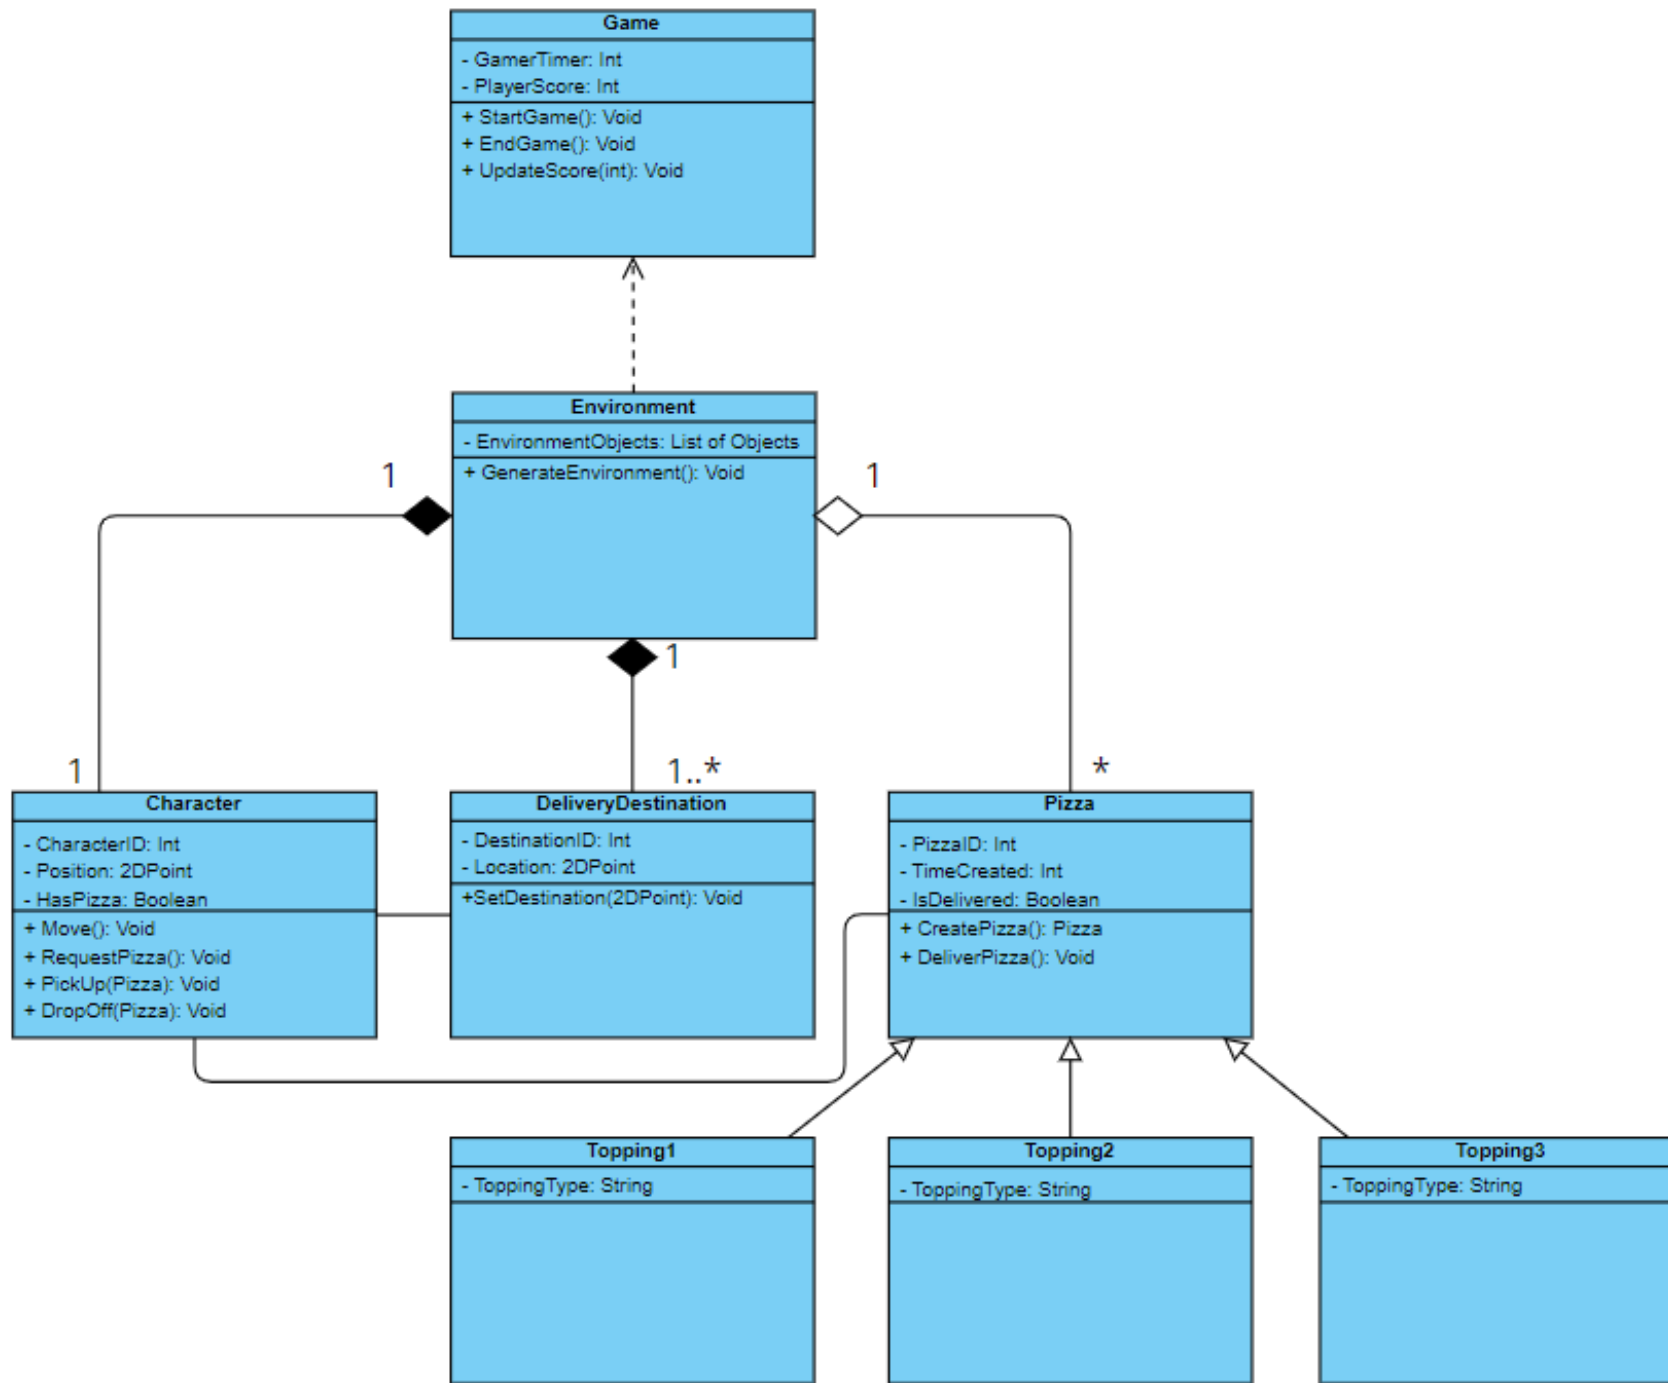 Game
- GamerTimer: Int
- PlayerScore: Int
+ StartGame(): Void
+ EndGame(): Void
+ UpdateScore(int): Void
Environment
- EnvironmentObjects: List of Objects
+ GenerateEnvironment(): Void
1
1
1
1
1..*
*
Character
- CharacterID: Int
- Position: 2DPoint
- HasPizza: Boolean
+ Move(): Void
+ RequestPizza(): Void
+ PickUp(Pizza): Void
+ DropOff(Pizza): Void
DeliveryDestination
- DestinationID: Int
- Location: 2DPoint
+SetDestination(2DPoint): Void
Pizza
- PizzaID: Int
- TimeCreated: Int
- IsDelivered: Boolean
+ CreatePizza(): Pizza
+ DeliverPizza(): Void
Topping1
- ToppingType: String
Topping2
- ToppingType: String
Topping3
- ToppingType: String